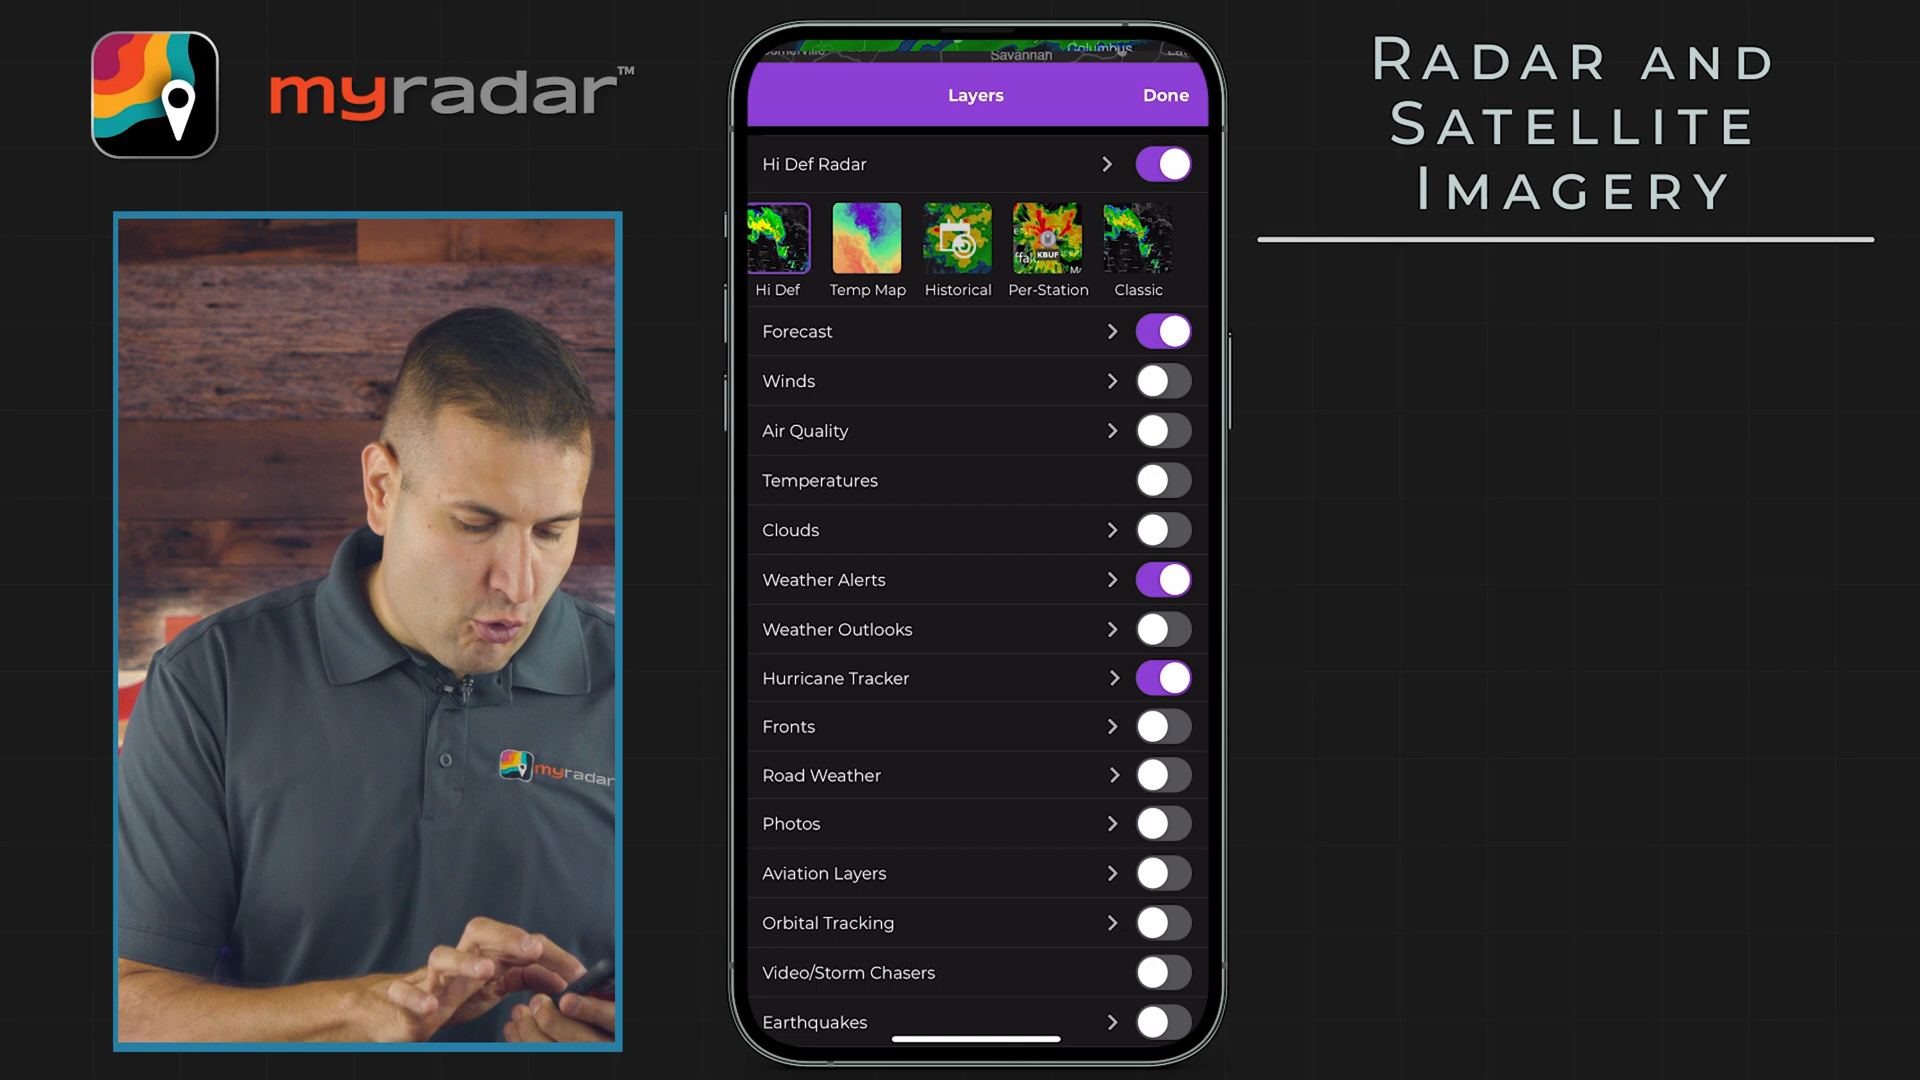 myradar™
Radar and
Satellite
Imagery
Savannah
Columbus
Layers
Done
Hi Def Radar
KBUF
Hi Def
Temp Map
Historical
Per-Station
Classic
Forecast
Winds
Air Quality
Temperatures
Clouds
Weather Alerts
Weather Outlooks
Hurricane Tracker
Fronts
Road Weather
Photos
Aviation Layers
Orbital Tracking
Video/Storm Chasers
Earthquakes
myradar